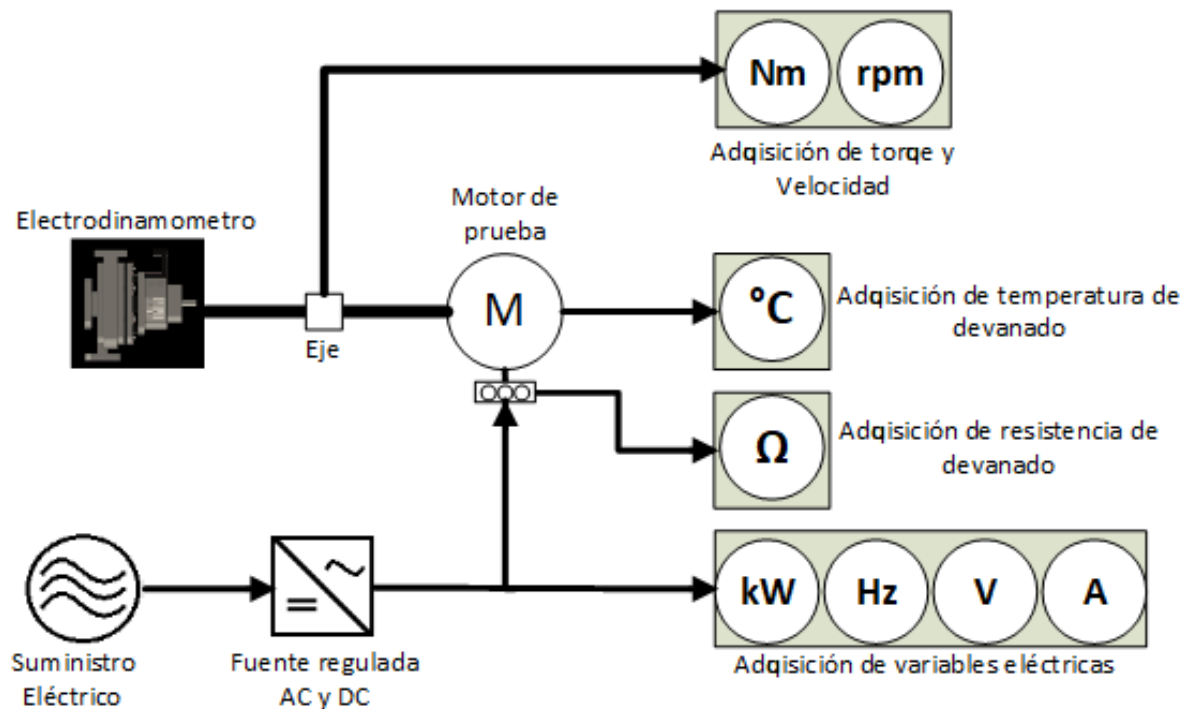 Nm rpm
Adqisición de torqe y
Velocidad
Electrodinamometro
Motor de
prueba
M
Eje
°C
Adqisición de temperatura de
devanado
Ω
Adqisición de resistencia de
devanado
kW Hz V A
Adqisición de variables eléctricas
Suministro
Eléctrico
Fuente regulada
AC y DC